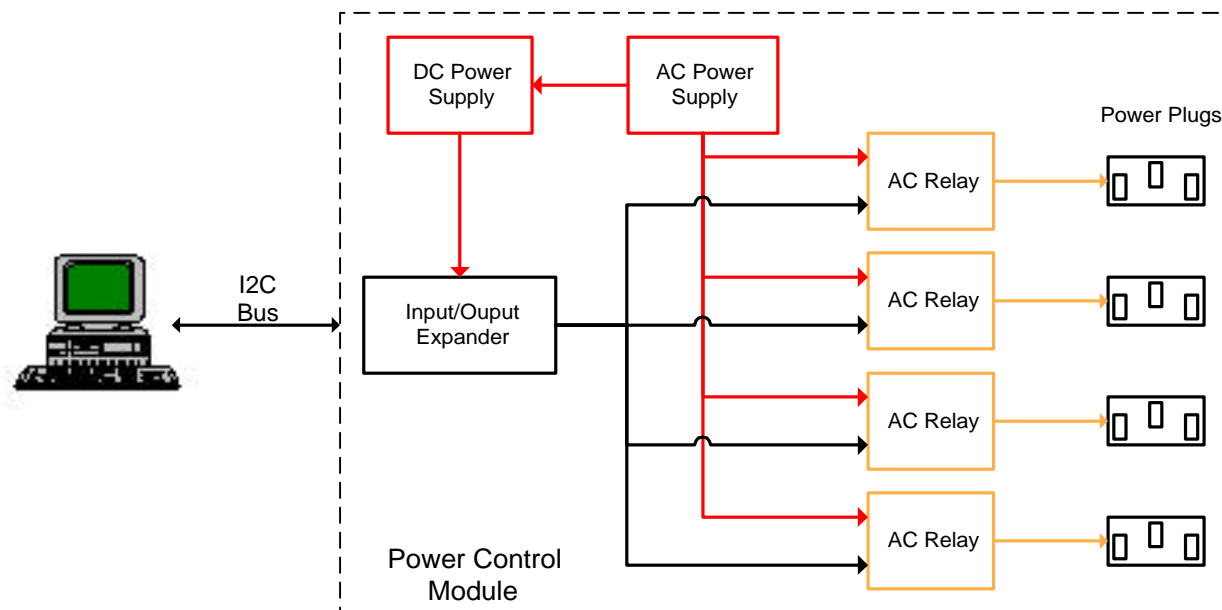 DC Power
Supply
AC Power
Supply
Power Plugs
AC Relay
I2C
Bus
Input/Ouput
Expander
AC Relay
AC Relay
AC Relay
Power Control
Module